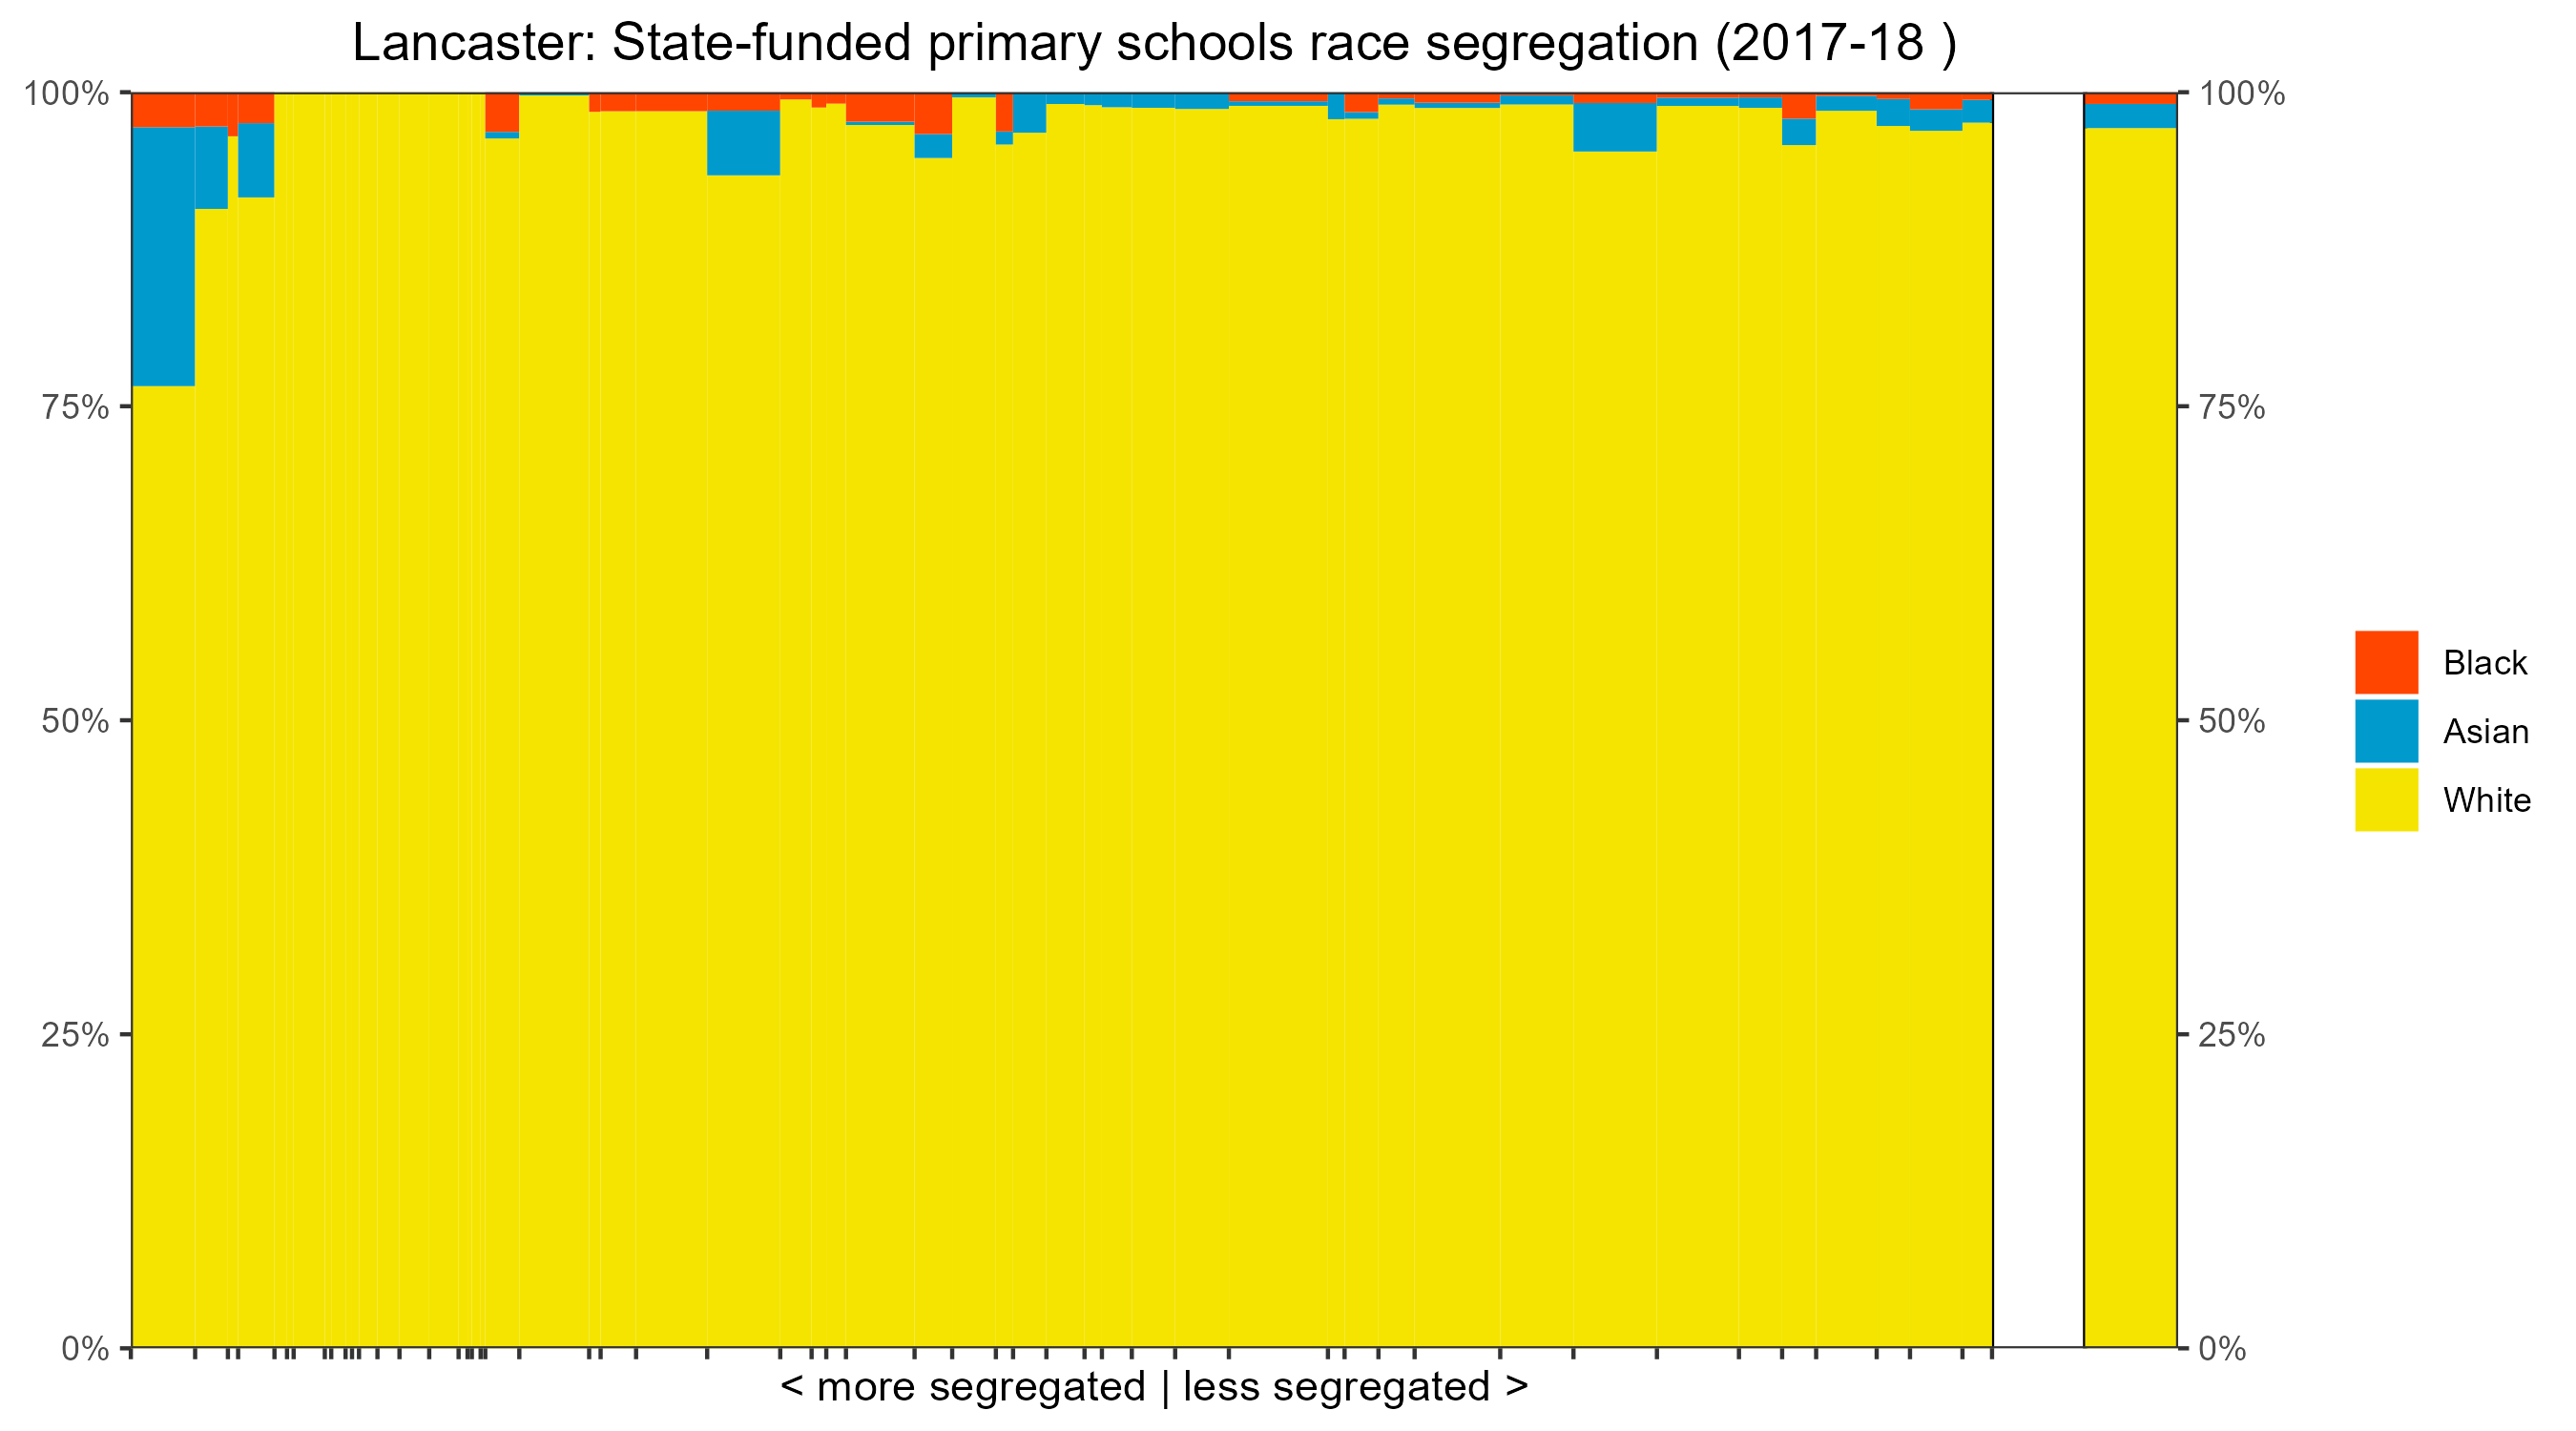 Lancaster: State-funded primary schools race segregation (2017-18 )
100%
75%
50%
25%
0%
100%
75%
50%
25%
0%
Black
Asian
White
< more segregated | less segregated >